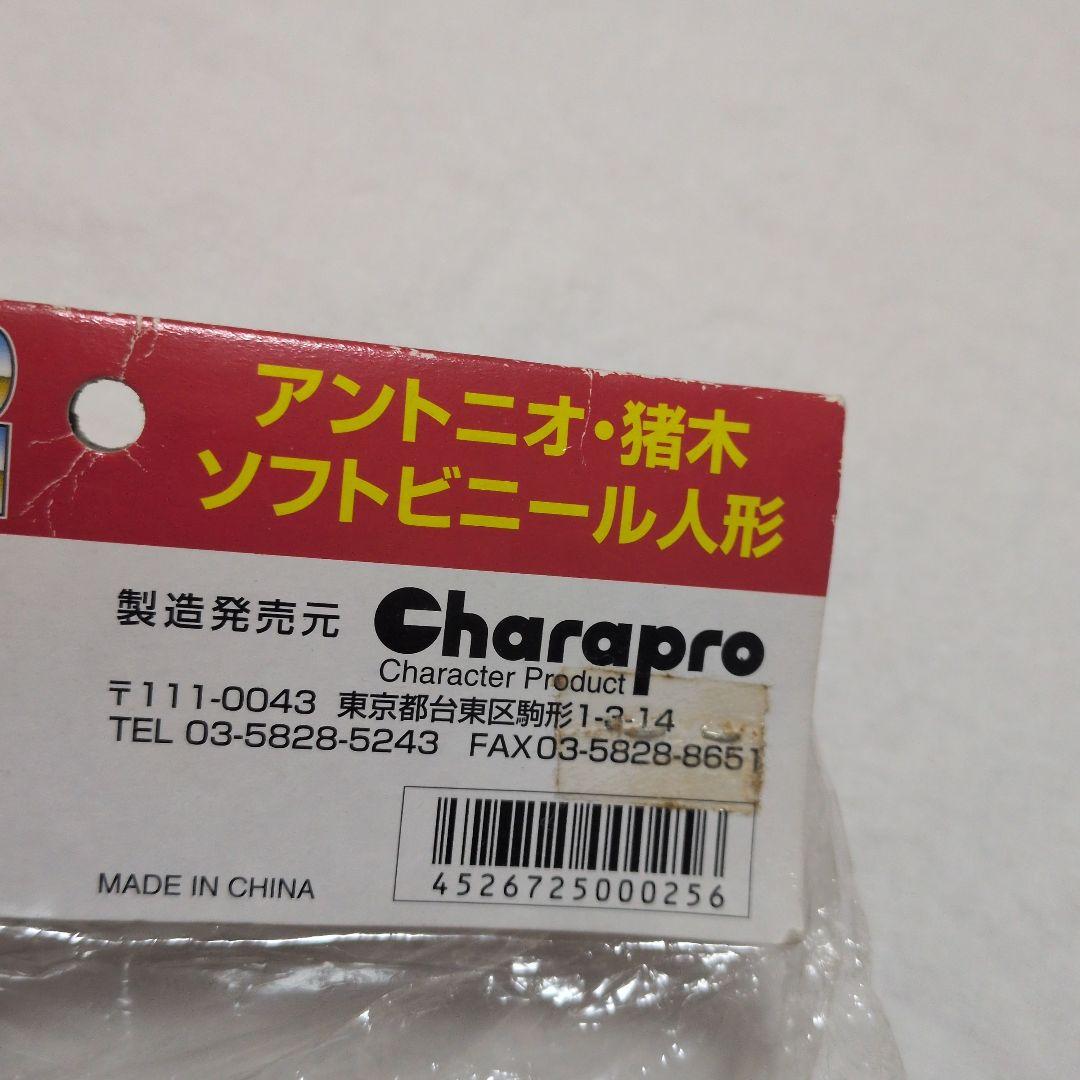 アントニオ・猪木
ソフトビニール人形
製造発売元 Charapro
Character Product
〒111-0043 東京都台東区駒形1-3-14
TEL 03-5828-5243 FAX03-5828-8651
4526725000256
MADE IN CHINA